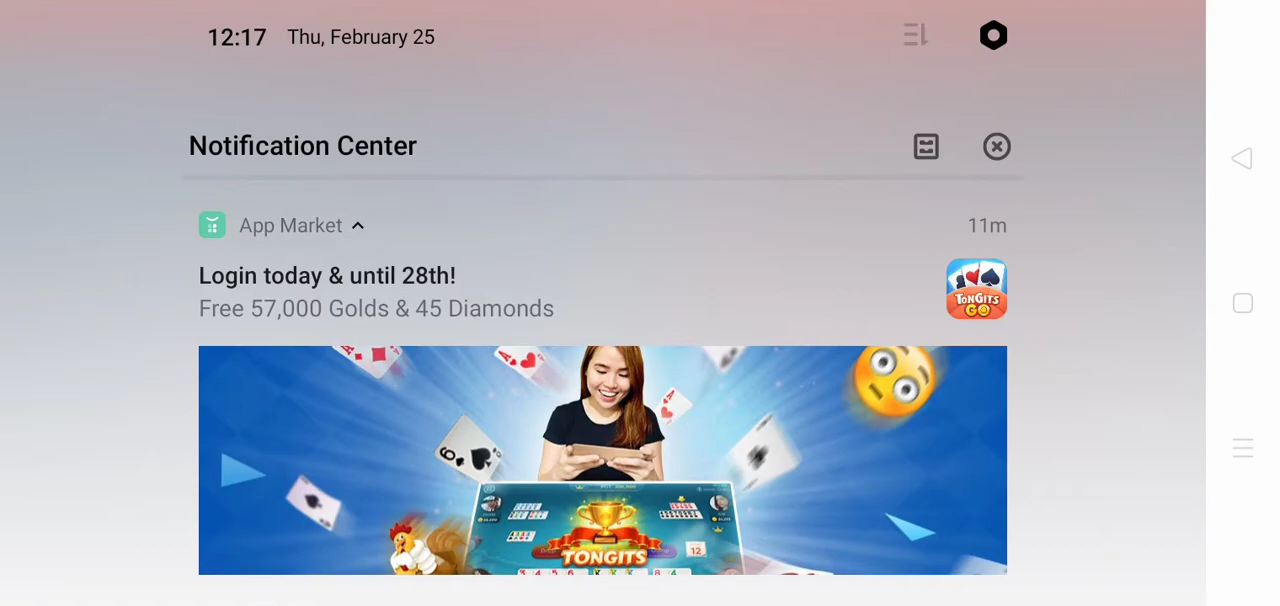 12:17 Thu, February 25
Notification Center
App Market 11m
Login today & until 28th!
Free 57,000 Golds & 45 Diamonds
TONGITS
GO
TONGITS
12